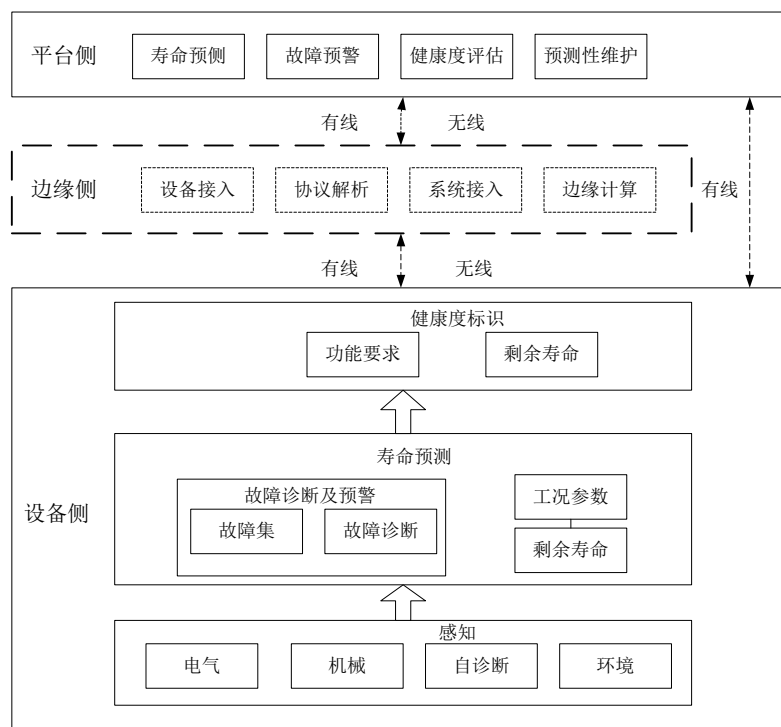 平台侧
寿命预侧
故障预警
健康度评估
预测性维护
有线
无线
边缘侧
设备接入
协议解析
系统接入
边缘计算
有线
有线
无线
设备侧
健康度标识
功能要求
剩余寿命
寿命预测
故障诊断及预警
故障集
故障诊断
工况参数
剩余寿命
感知
电气
机械
自诊断
环境